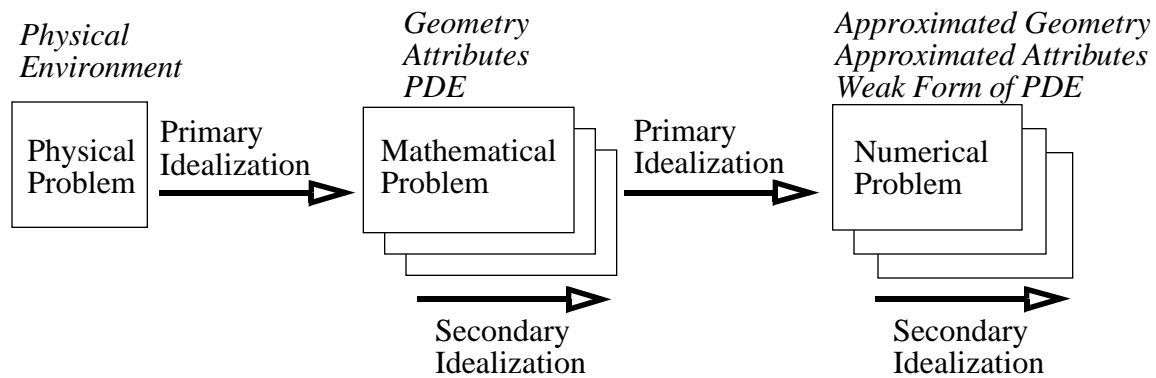 Physical
Environment
Geometry
Attributes
PDE
Approximated Geometry
Approximated Attributes
Weak Form of PDE
Physical
Problem
Primary
Idealization
Mathematical
Problem
Primary
Idealization
Numerical
Problem
Secondary
Idealization
Secondary
Idealization